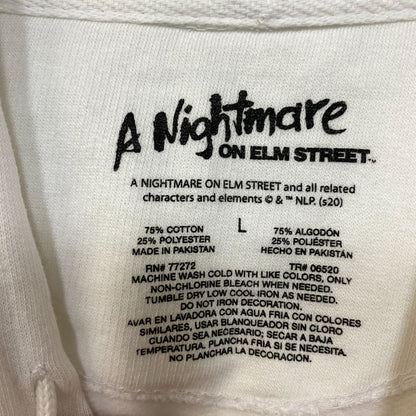 A Nightmare
ON ELM STREET™
A NIGHTMARE ON ELM STREET and all related
characters and elements © & ™ NLP. (s20)
75% COTTON
25% POLYESTER
MADE IN PAKISTAN
L
75% ALGODÓN
25% POLIÉSTER
HECHO EN PAKISTÁN
RN# 77272 TR# 06520
MACHINE WASH COLD WITH LIKE COLORS, ONLY
NON-CHLORINE BLEACH WHEN NEEDED.
TUMBLE DRY LOW COOL IRON AS NEEDED.
DO NOT IRON DECORATION.
AVAR EN LAVADORA CON AGUA FRIA CON COLORES
SIMILARES, USAR BLANQUEADOR SIN CLORO
CUANDO SEA NECESARIO; SECAR A BAJA
TEMPERATURA. PLANCHA FRIA SI SE NECESITA.
NO PLANCHAR LA DECORACION.